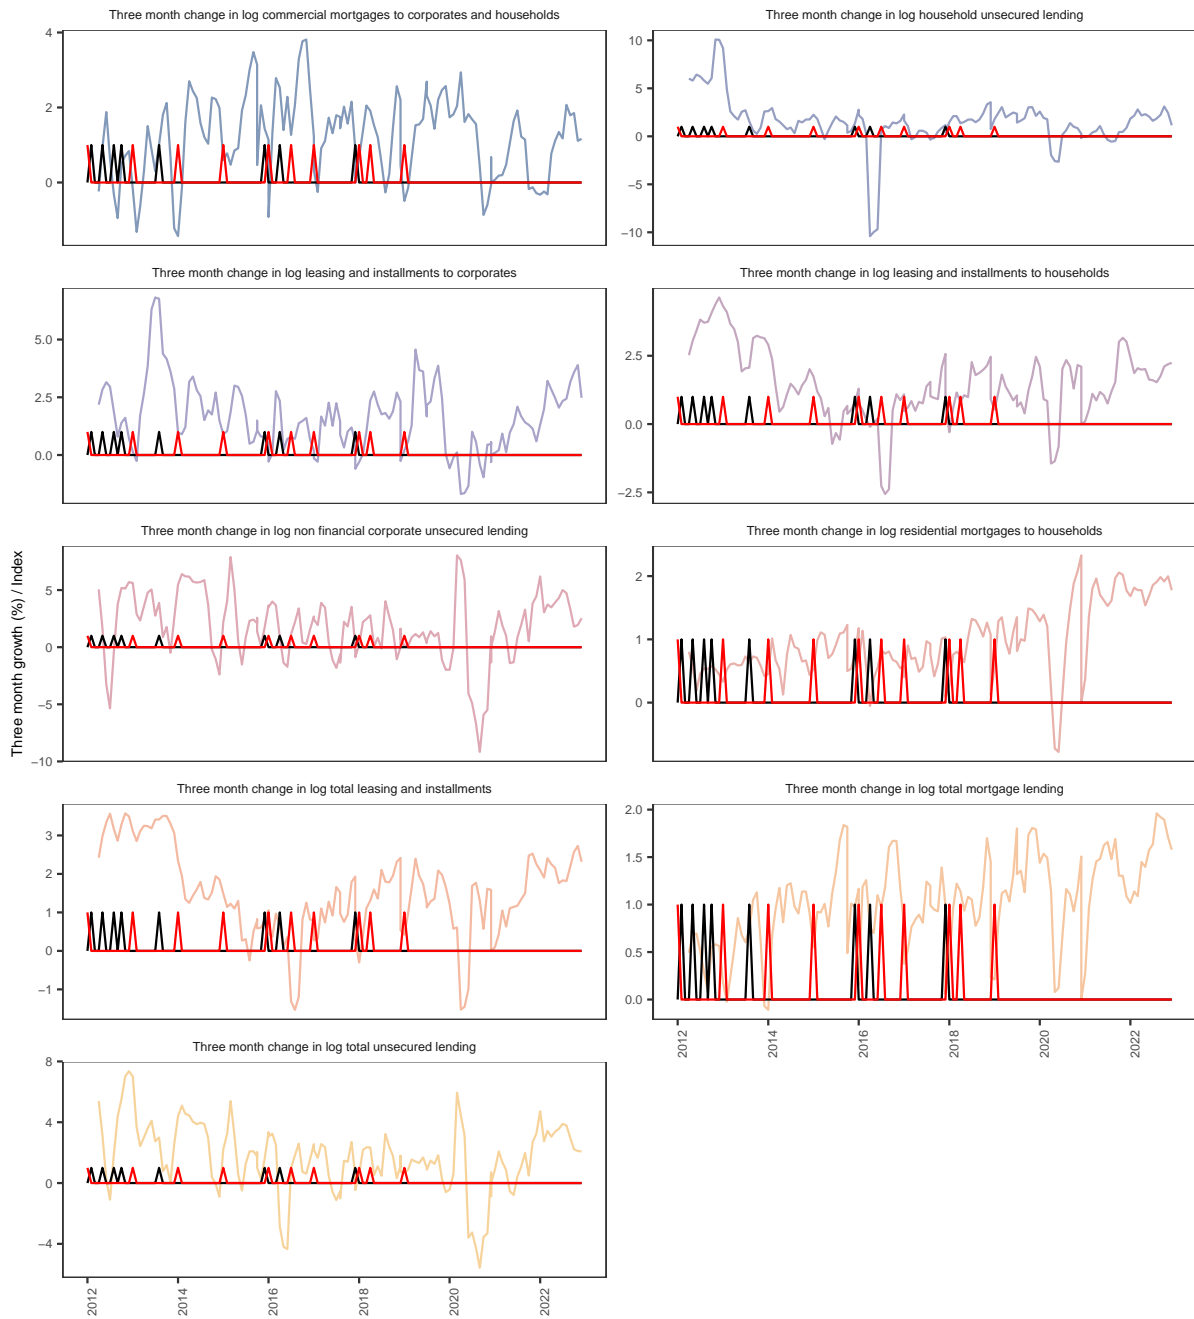 Three month change in log commercial mortgages to corporates and households
4
2
0
Three month change in log household unsecured lending
10
5
0
−5
−10
Three month change in log leasing and installments to corporates
5.0
2.5
0.0
Three month change in log leasing and installments to households
2.5
0.0
−2.5
Three month growth (%) / Index
Three month change in log non financial corporate unsecured lending
5
0
−5
−10
Three month change in log residential mortgages to households
2
1
0
Three month change in log total leasing and installments
3
2
1
0
−1
Three month change in log total mortgage lending
2.0
1.5
1.0
0.5
0.0
2012 2014 2016 2018 2020 2022
Three month change in log total unsecured lending
8
4
0
−4
2012 2014 2016 2018 2020 2022